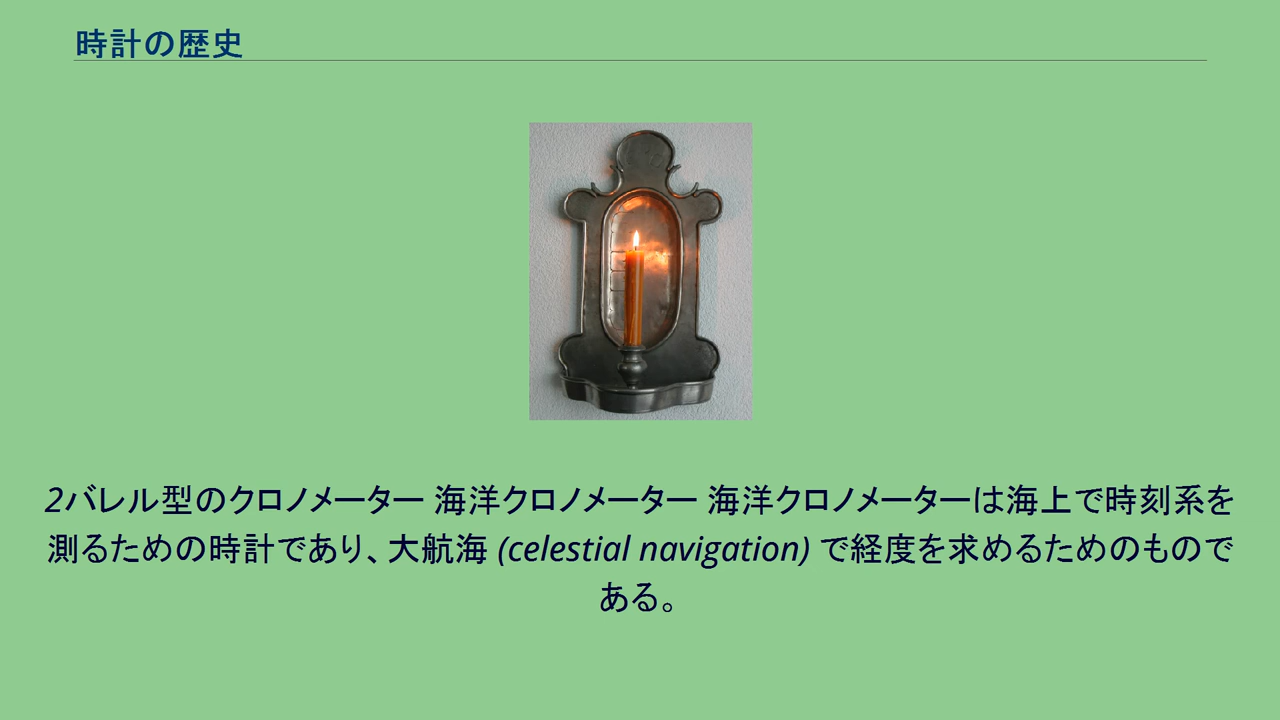 時計の歴史
2バレル型のクロノメーター 海洋クロノメーター 海洋クロノメーターは海上で時刻系を
測るための時計であり、大航海 (celestial navigation) で経度を求めるためのもので
ある。